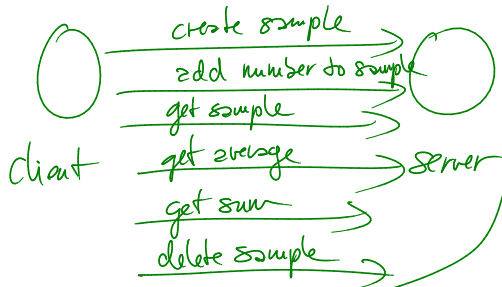 create sample
add number to sample
get sample
client
get average
server
get sum
delete sample